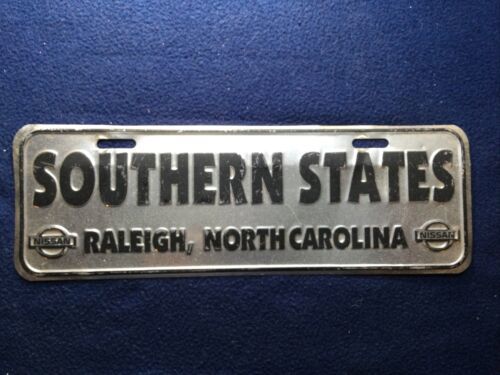 SOUTHERN STATES
NISSAN RALEIGH, NORTH CAROLINA NISSAN